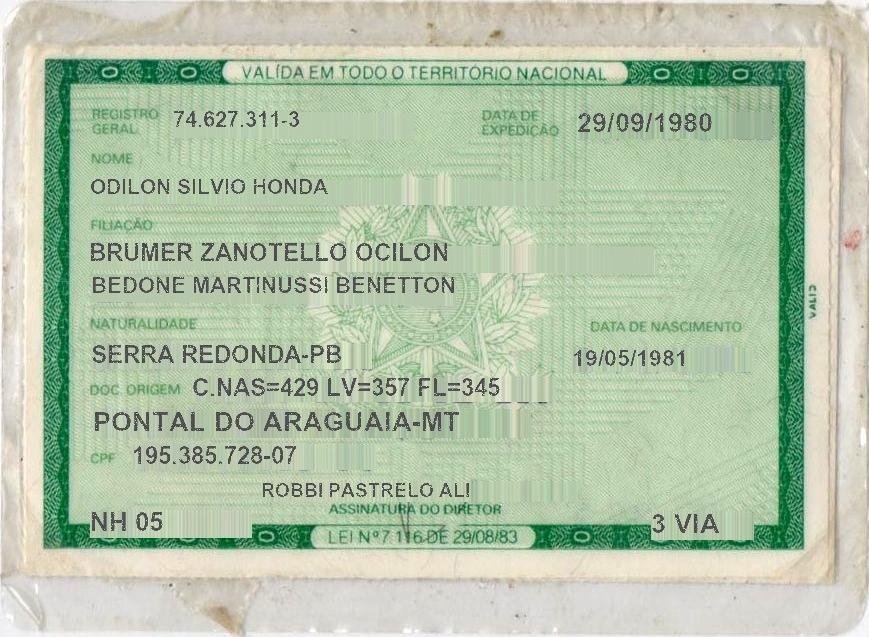 VALÍDA EM TODO O TERRITÓRIO NACIONAL
REGISTRO GERAL 74.627.311-3 DATA DE EXPEDIÇÃO 29/09/1980
NOME
ODILON SILVIO HONDA
FILIAÇÃO
BRUMER ZANOTELLO OCILON
BEDONE MARTINUSSI BENETTON
NATURALIDADE DATA DE NASCIMENTO
SERRA REDONDA-PB 19/05/1981
DOC. ORIGEM C.NAS=429 LV=357 FL=345
PONTAL DO ARAGUAIA-MT
CPF 195.385.728-07
ROBBI PASTRELO ALI
ASSINATURA DO DIRETOR
NH 05 3 VIA
LEI Nº 7.116 DE 29/08/83
VALID